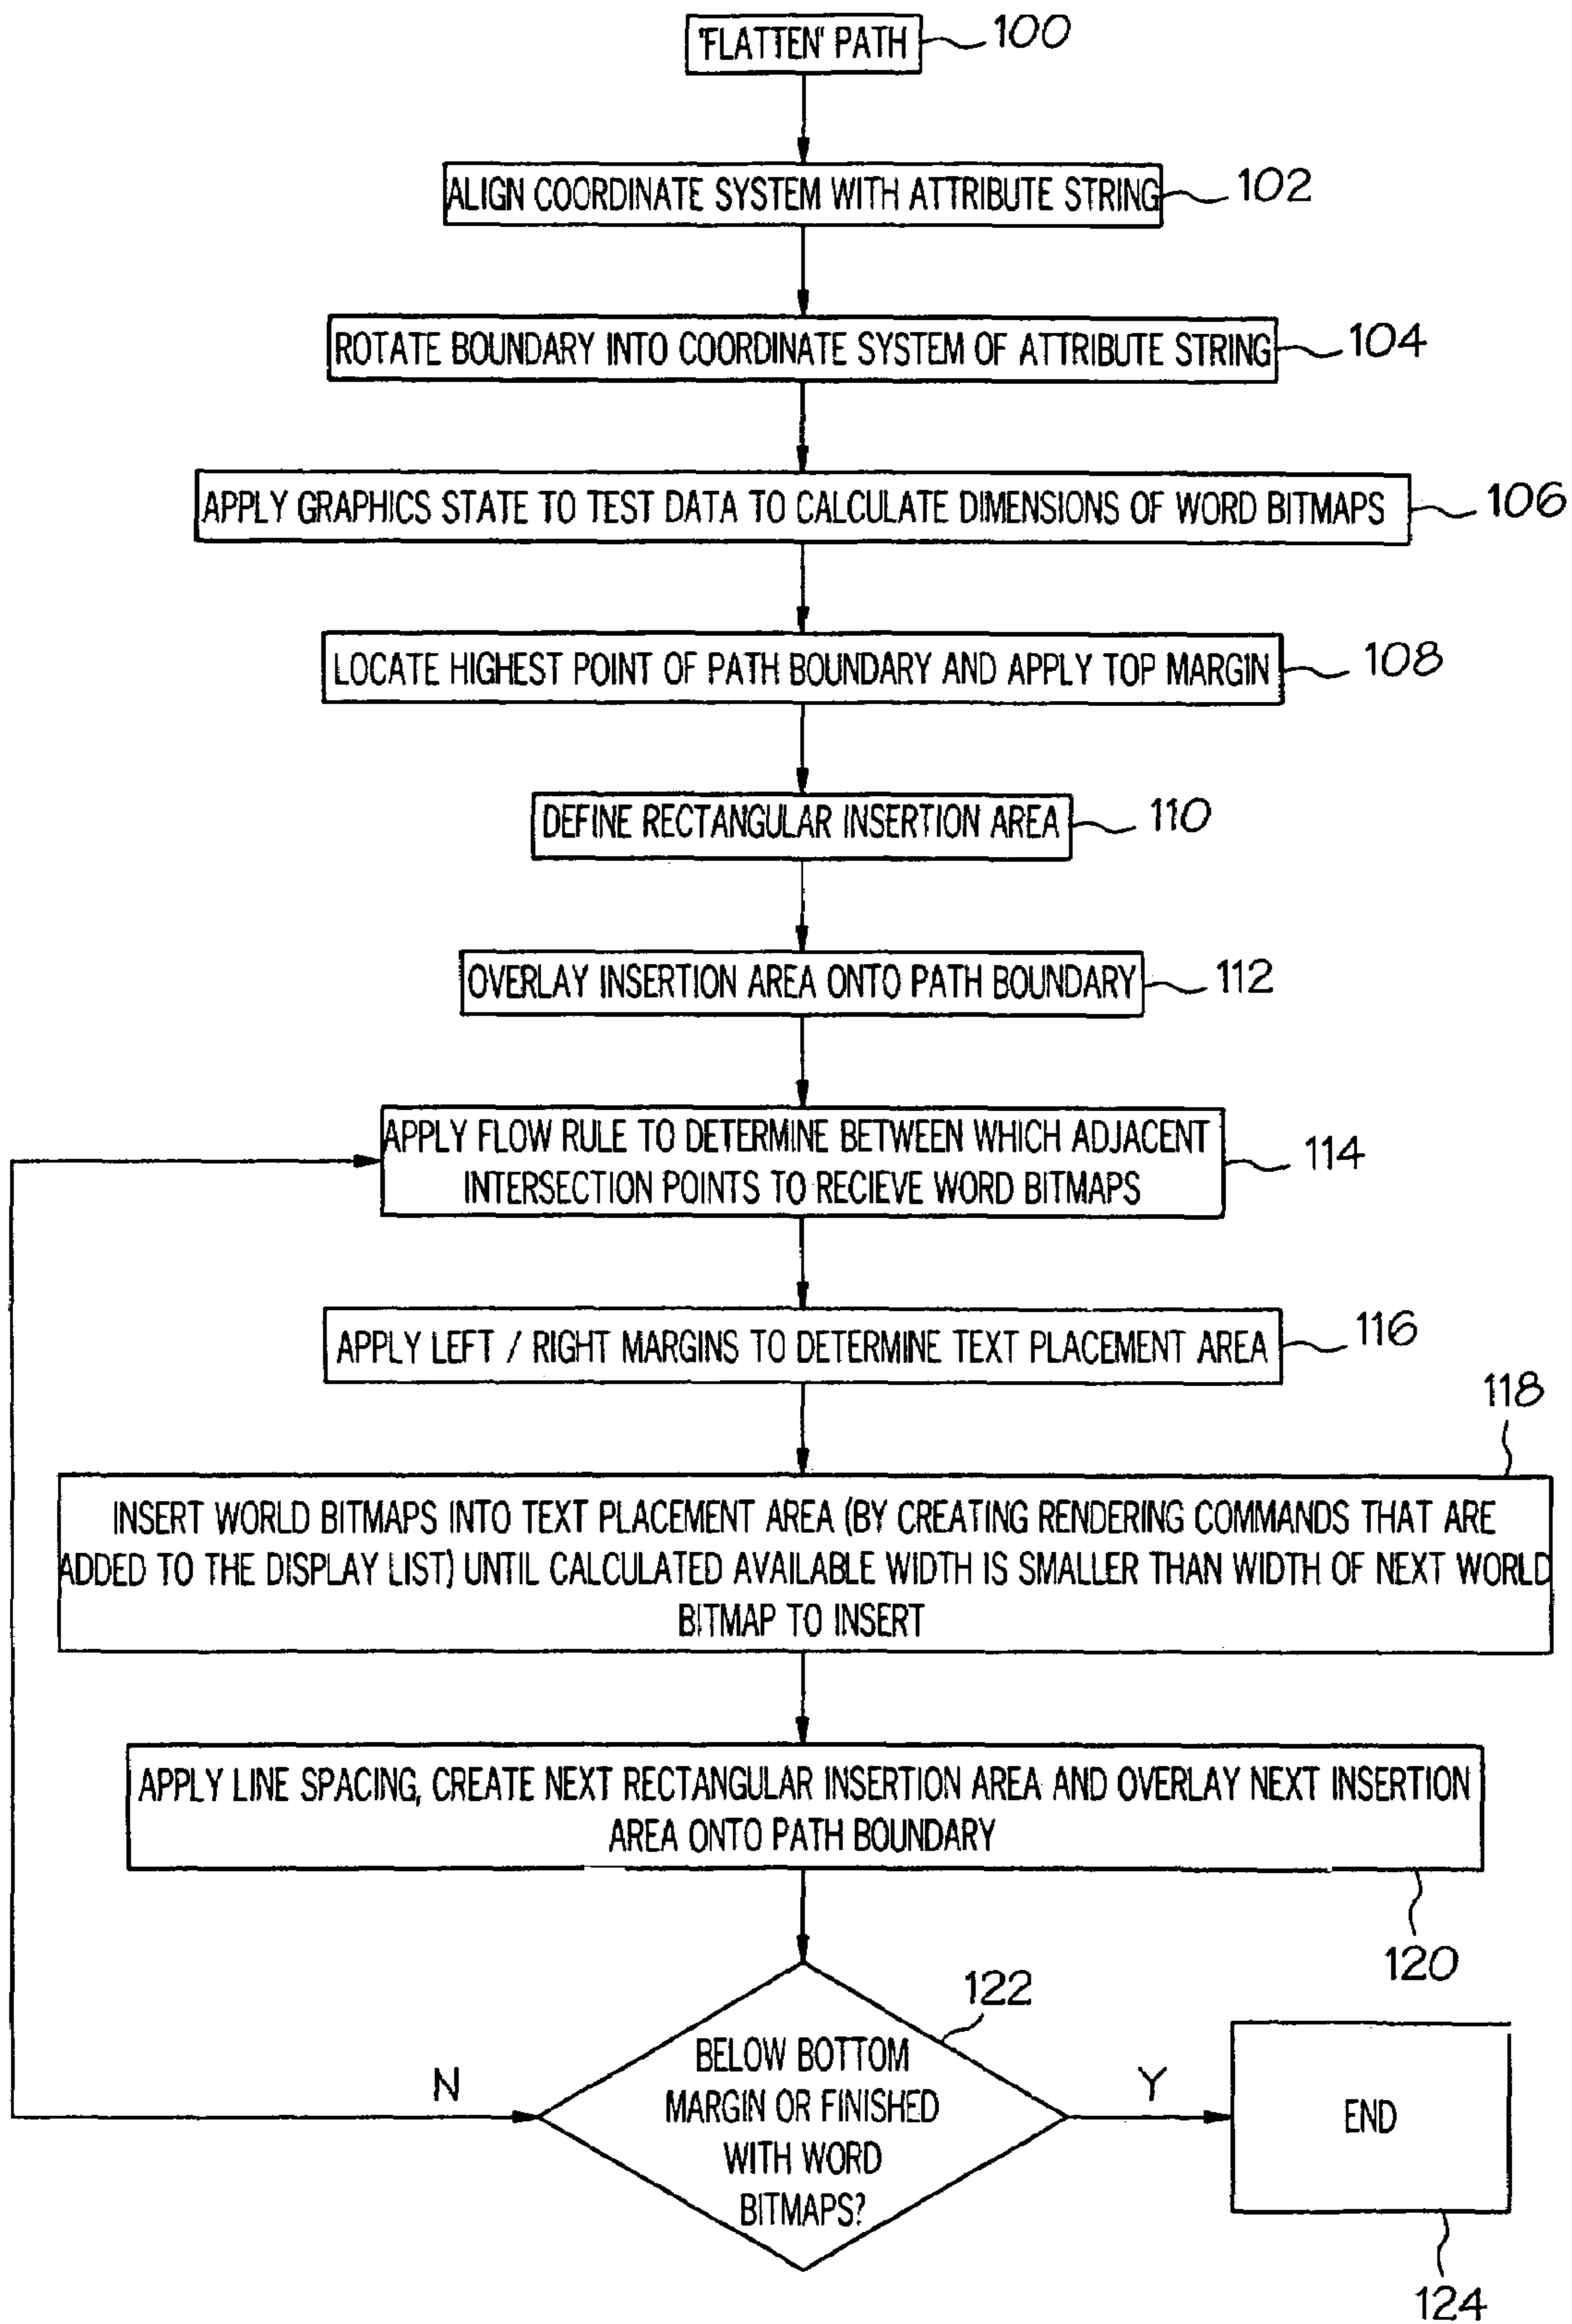 'FLATTEN' PATH
100
ALIGN COORDINATE SYSTEM WITH ATTRIBUTE STRING
102
ROTATE BOUNDARY INTO COORDINATE SYSTEM OF ATTRIBUTE STRING
104
APPLY GRAPHICS STATE TO TEST DATA TO CALCULATE DIMENSIONS OF WORD BITMAPS
106
LOCATE HIGHEST POINT OF PATH BOUNDARY AND APPLY TOP MARGIN
108
DEFINE RECTANGULAR INSERTION AREA
110
OVERLAY INSERTION AREA ONTO PATH BOUNDARY
112
APPLY FLOW RULE TO DETERMINE BETWEEN WHICH ADJACENT
INTERSECTION POINTS TO RECIEVE WORD BITMAPS
114
APPLY LEFT / RIGHT MARGINS TO DETERMINE TEXT PLACEMENT AREA
116
118
INSERT WORLD BITMAPS INTO TEXT PLACEMENT AREA (BY CREATING RENDERING COMMANDS THAT ARE
ADDED TO THE DISPLAY LIST) UNTIL CALCULATED AVAILABLE WIDTH IS SMALLER THAN WIDTH OF NEXT WORLD
BITMAP TO INSERT
APPLY LINE SPACING, CREATE NEXT RECTANGULAR INSERTION AREA AND OVERLAY NEXT INSERTION
AREA ONTO PATH BOUNDARY
120
122
BELOW BOTTOM
MARGIN OR FINISHED
WITH WORD
BITMAPS?
N
Y
END
124